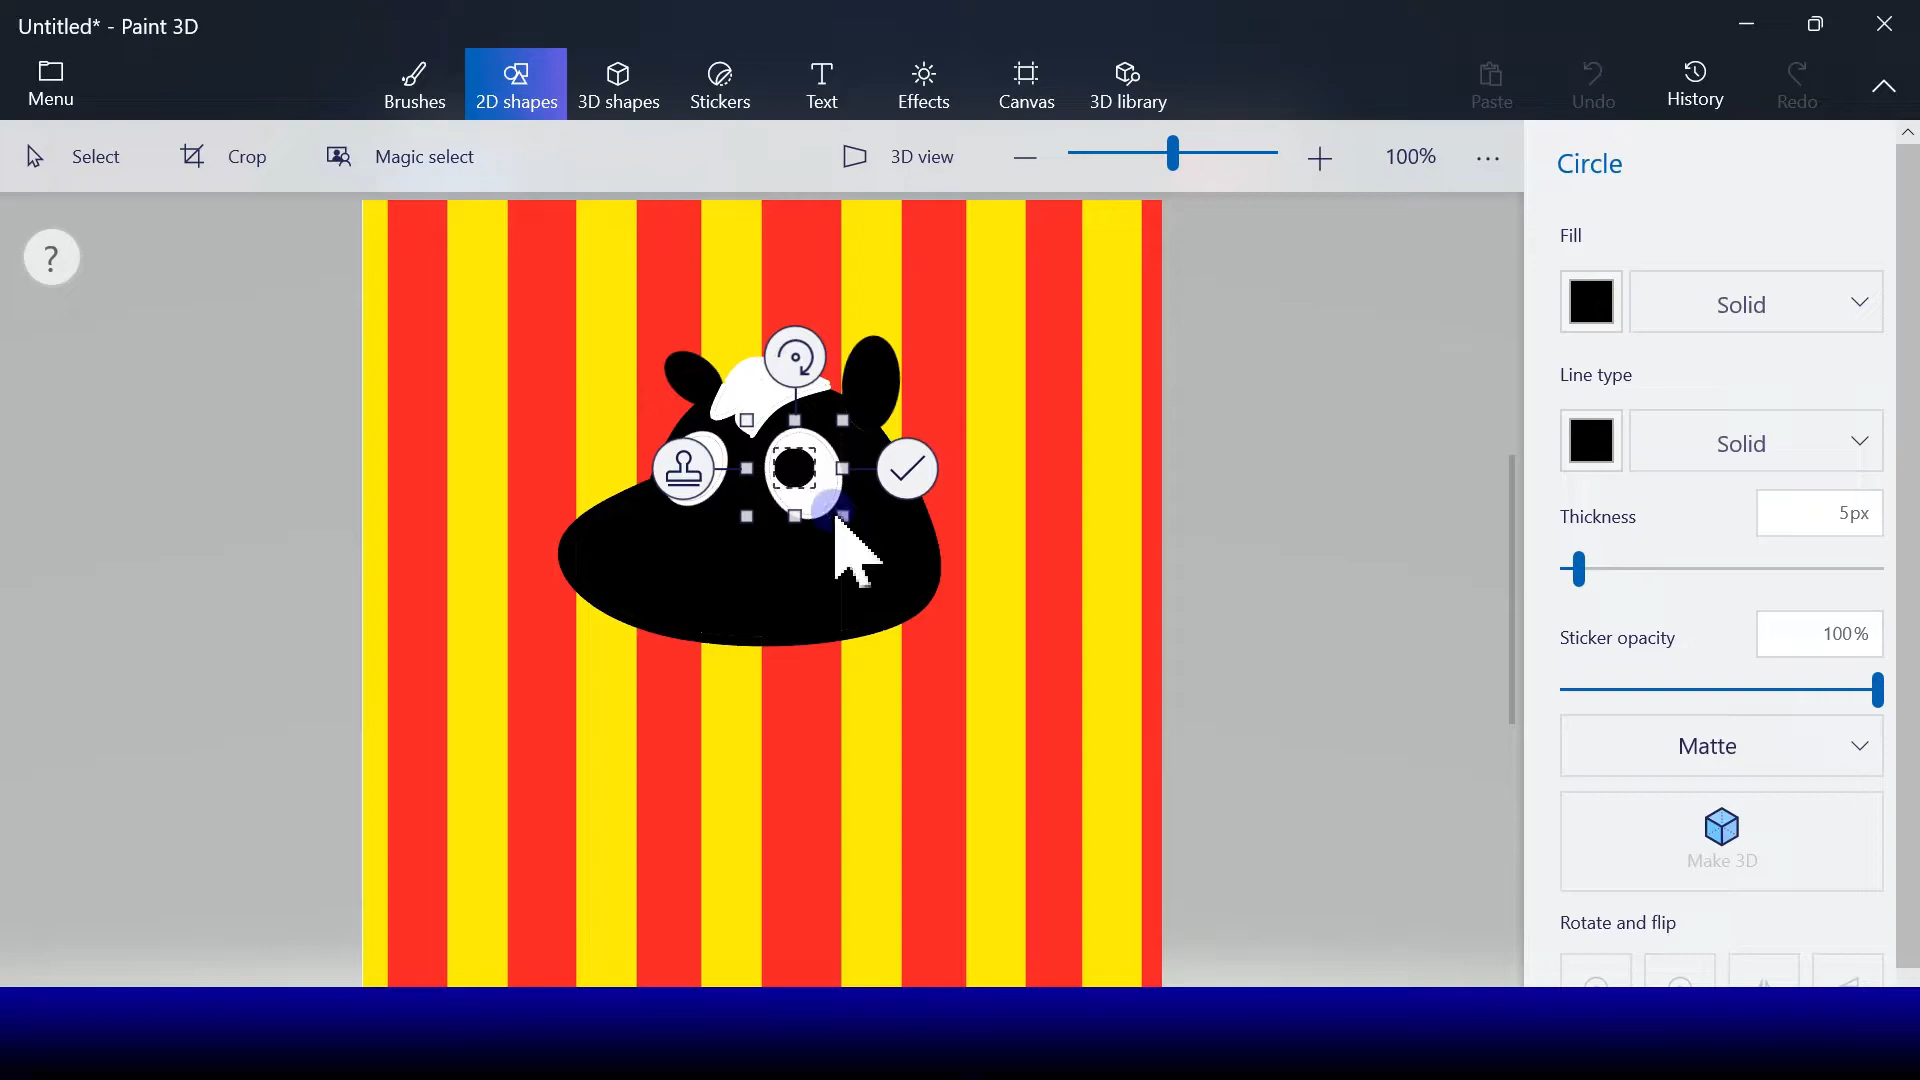 Untitled* - Paint 3D
Menu
Brushes
2D shapes
3D shapes
Stickers
Text
Effects
Canvas
3D library
Paste
Undo
History
Redo
Select
Crop
Magic select
3D view
100%
?
Circle
Fill
Solid
Line type
Solid
Thickness
5px
Sticker opacity
100%
Matte
Make 3D
Rotate and flip